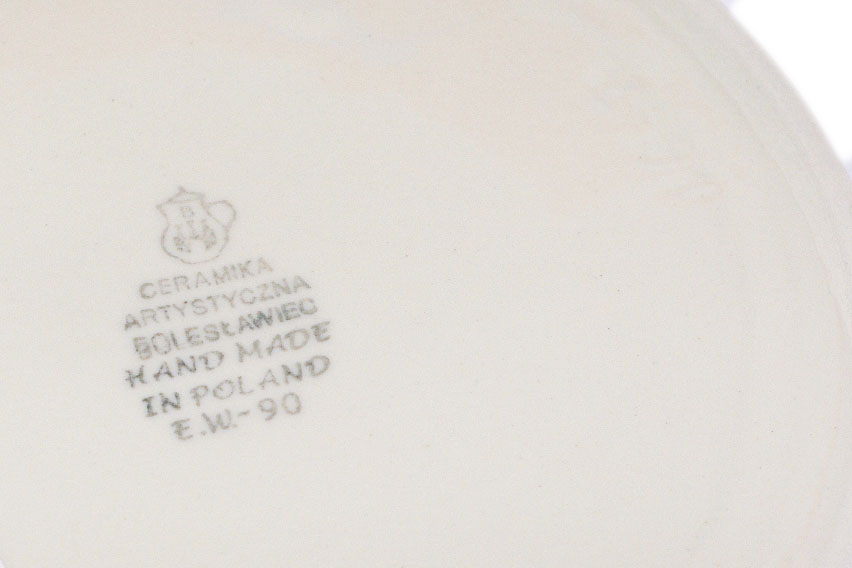 B
CERAMIKA
ARTYSTYCZNA
BOLESŁAWIEC
HAND MADE
IN POLAND
E.W.-90